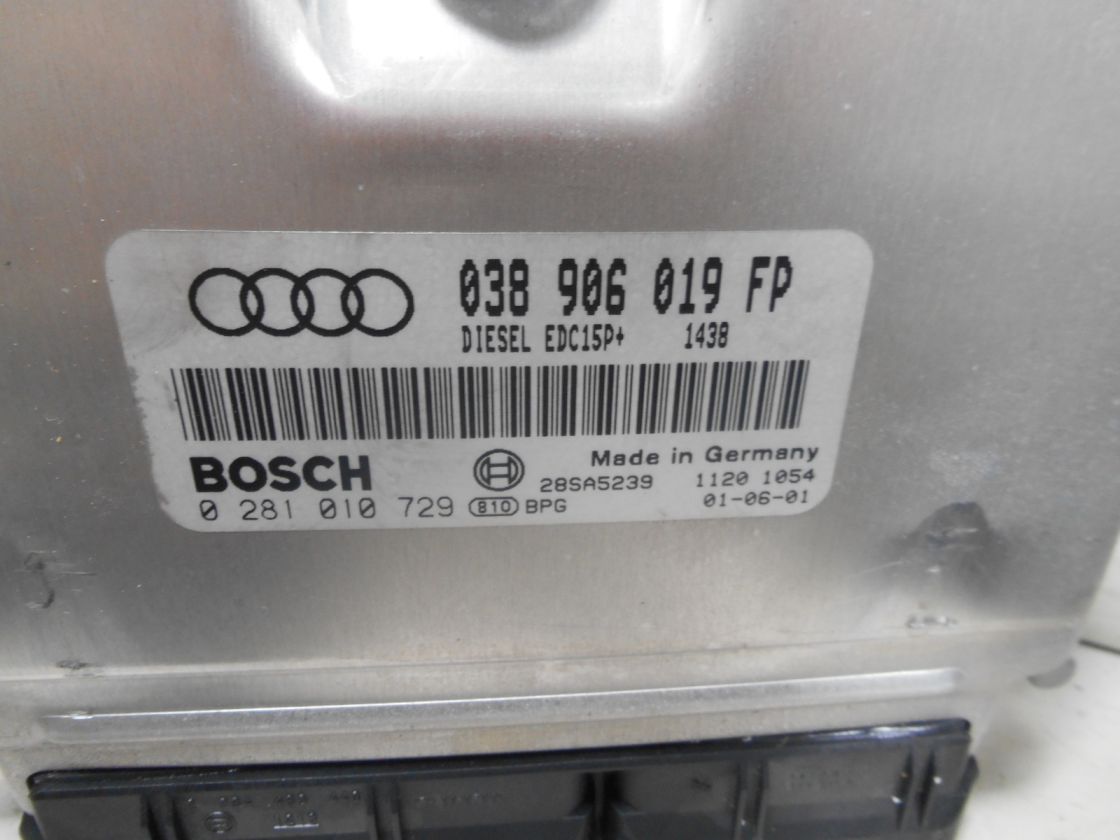 038 906 019 FP
DIESEL EDC15P+ 1438
BOSCH
Made in Germany
28SA5239 1120 1054
0 281 010 729 810 BPG 01-06-01